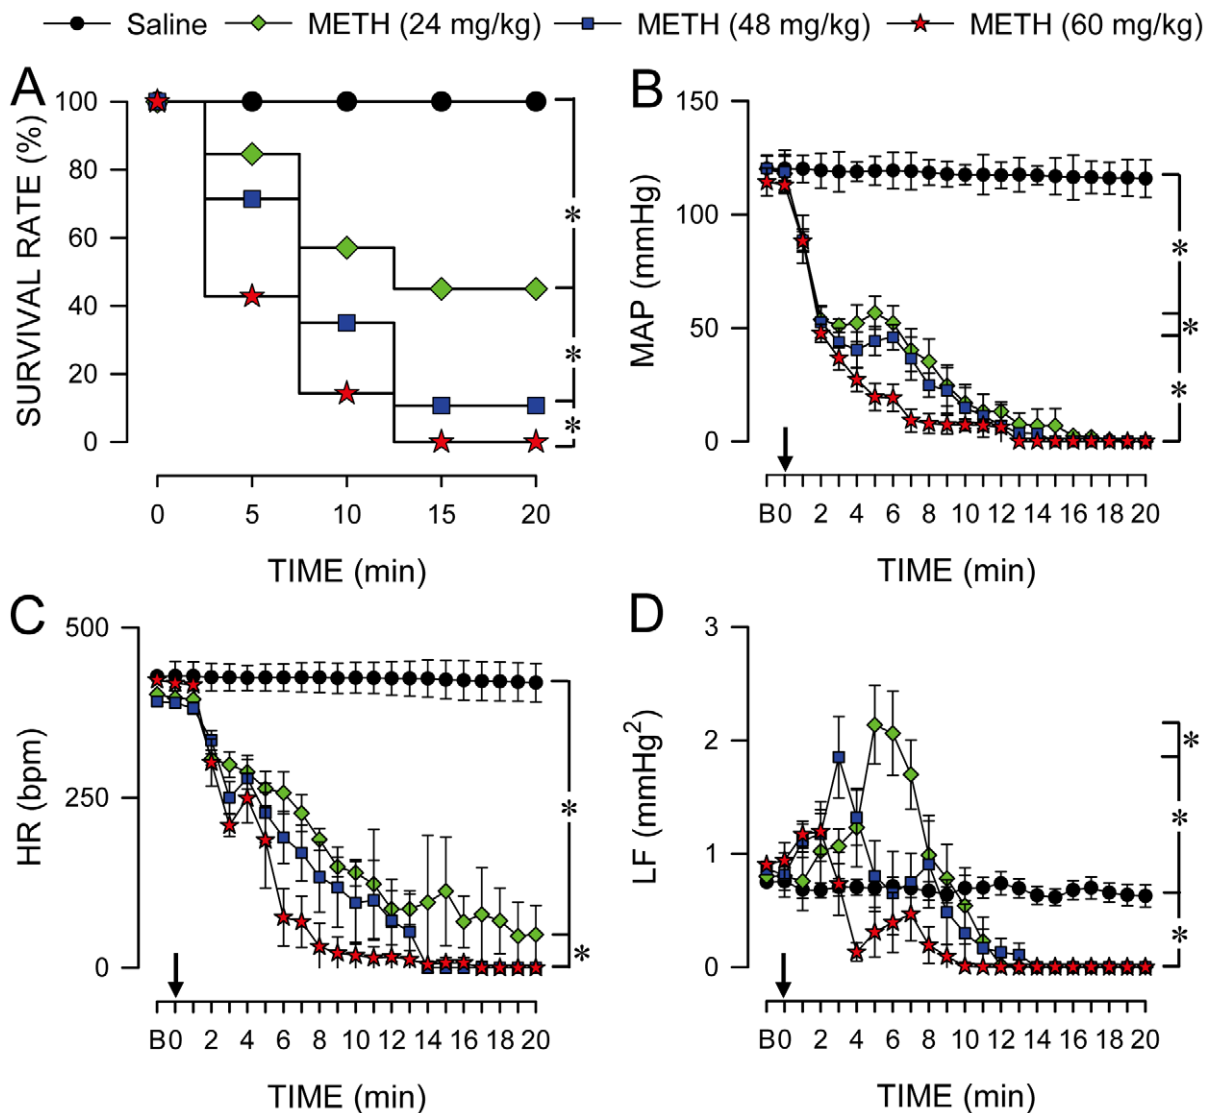 Saline METH (24 mg/kg) METH (48 mg/kg) METH (60 mg/kg)
A
SURVIVAL RATE (%)
100
80
60
40
20
0
* * *
0 5 10 15 20
TIME (min)
B
MAP (mmHg)
150
100
50
0
* * *
B0 2 4 6 8 10 12 14 16 18 20
TIME (min)
C
HR (bpm)
500
250
0
* *
B0 2 4 6 8 10 12 14 16 18 20
TIME (min)
D
LF (mmHg²)
3
2
1
0
* * *
B0 2 4 6 8 10 12 14 16 18 20
TIME (min)